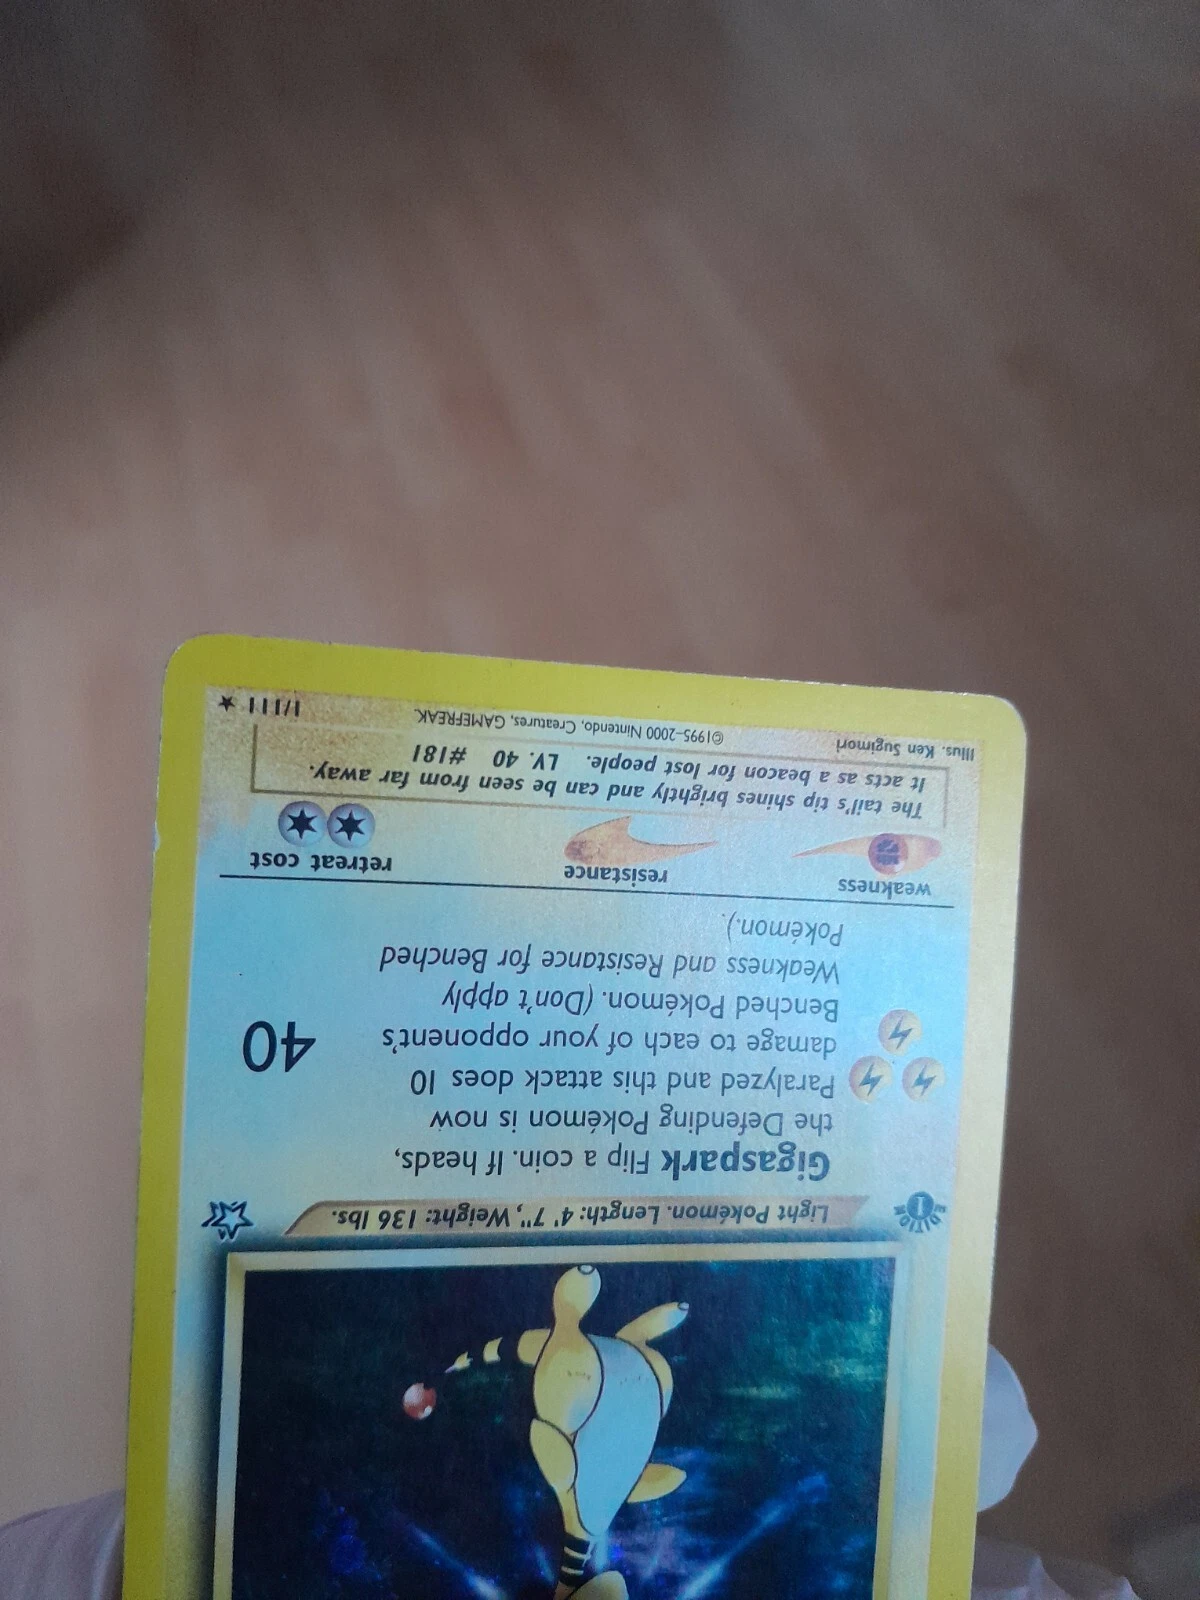 Light Pokémon. Length: 4' 7", Weight: 136 lbs.
EDITION
1
Gigaspark Flip a coin. If heads,
the Defending Pokémon is now
Paralyzed and this attack does 10
damage to each of your opponent's
Benched Pokémon. (Don't apply
Weakness and Resistance for Benched
Pokémon.).
40
weakness
resistance
retreat cost
The tail's tip shines brightly and can be seen from far away.
It acts as a beacon for lost people. LV. 40 #181
Illus. Ken Sugimori
©1995-2000 Nintendo, Creatures, GAMEFREAK.
1/111 ★